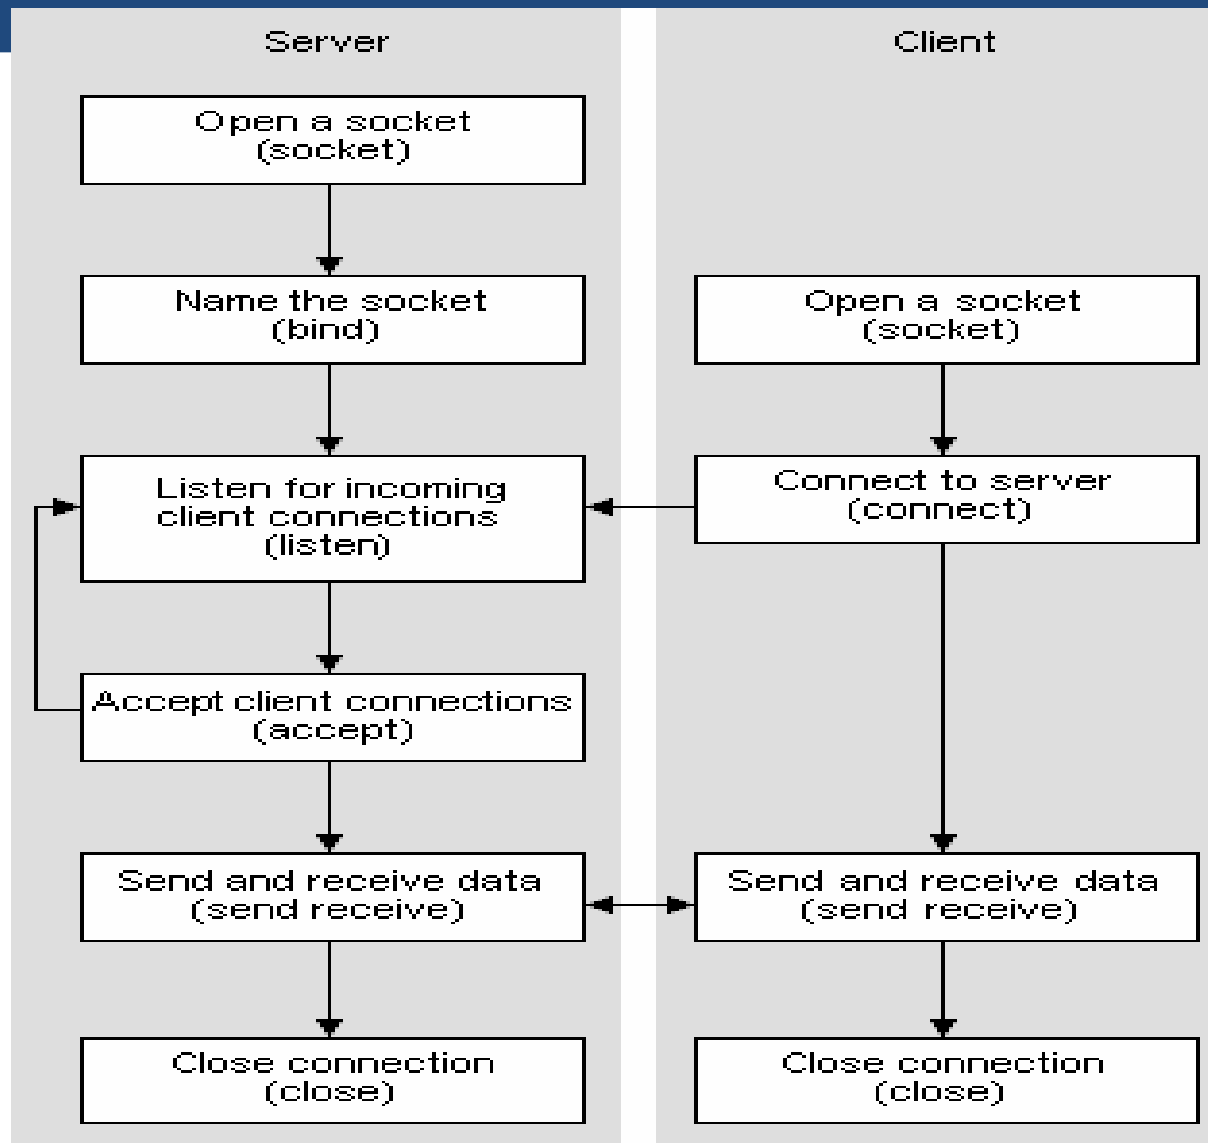 Server
Open a socket
(socket)
Name the socket
(bind)
Listen for incoming
client connections
(listen)
Accept client connections
(accept)
Send and receive data
(send receive)
Close connection
(close)
Client
Open a socket
(socket)
Connect to server
(connect)
Send and receive data
(send receive)
Close connection
(close)